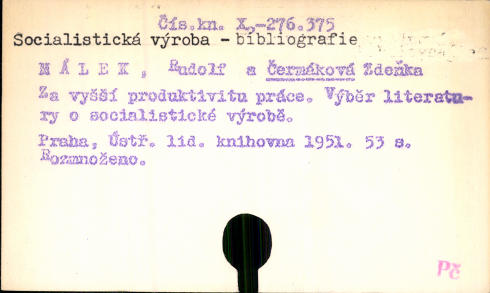 Čís.kn. X,-276.375
Socialistická výroba - bibliografie
MÁLEK, Rudolf a Čermáková Zdeňka
Za vyšší produktivitu práce. Výběr literatu-
ry o socialistické výrobě.
Praha, Ústř. lid. knihovna 1951. 53 s.
Rozmnoženo.
Pč